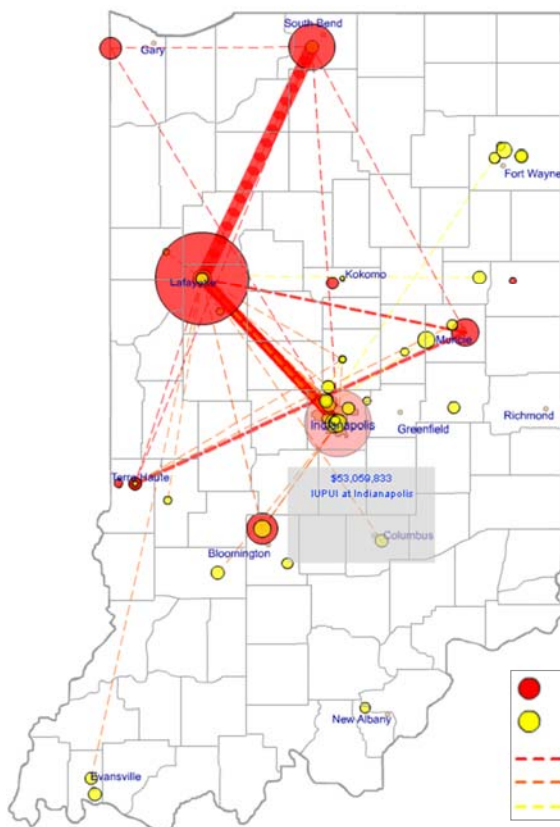 South Bend
Gary
Fort Wayne
Lafayette
Kokomo
Muncie
Indianapolis
Greenfield
Richmond
$53,059,833
IUPUI at Indianapolis
Terre Haute
Columbus
Bloomington
New Albany
Evansville